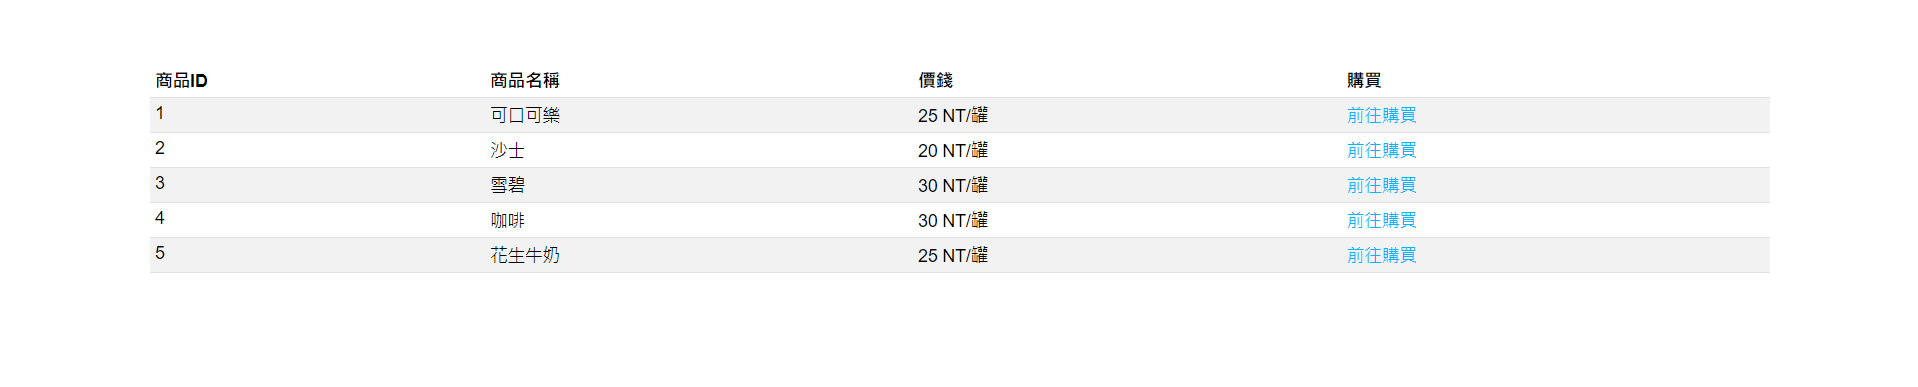 商品ID 商品名稱 價錢 購買
1 可口可樂 25 NT/罐 前往購買
2 沙士 20 NT/罐 前往購買
3 雪碧 30 NT/罐 前往購買
4 咖啡 30 NT/罐 前往購買
5 花生牛奶 25 NT/罐 前往購買